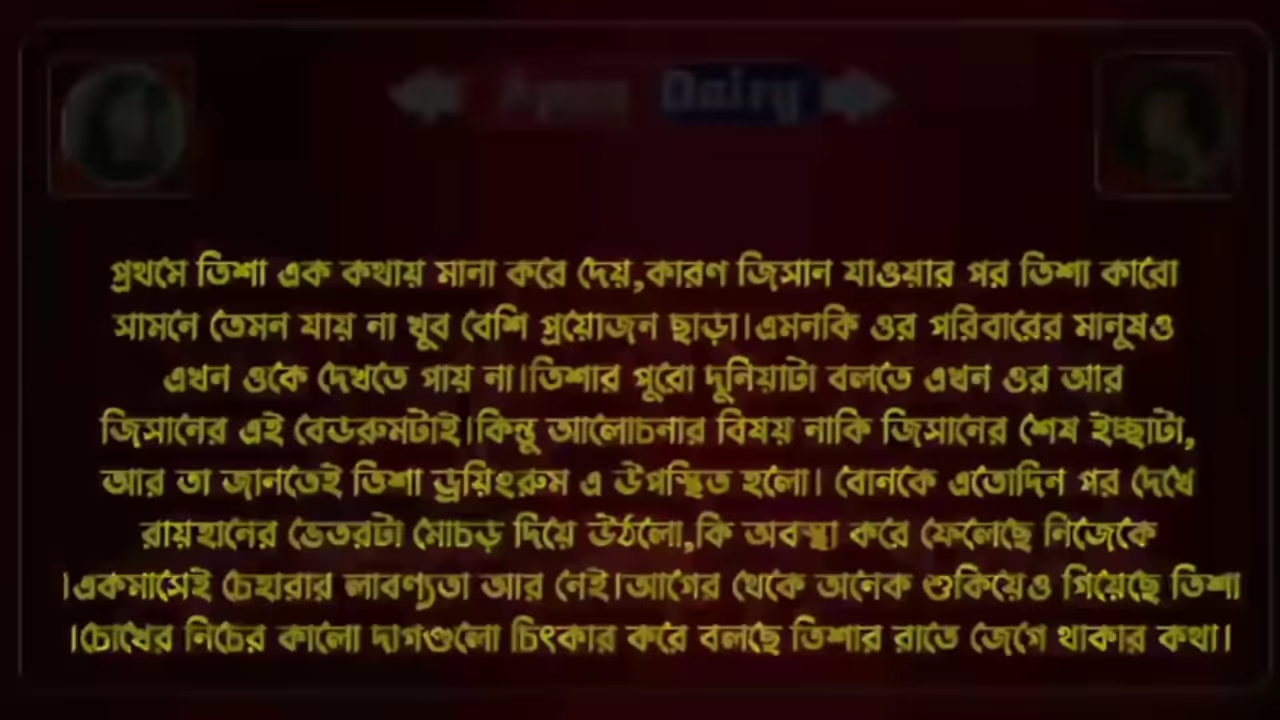 Daisy
প্রথমে তিশা এক কথায় মানা করে দেয়,কারণ জিসান যাওয়ার পর তিশা কারো
সামনে তেমন যায় না খুব বেশি প্রয়োজন ছাড়া।এমনকি ওর পরিবারের মানুষও
এখন ওকে দেখতে পায় না।তিশার পুরো দুনিয়াটা বলতে এখন ওর আর
জিসানের এই বেডরুমটাই।কিন্তু আলোচনার বিষয় নাকি জিসানের শেষ ইচ্ছাটা,
আর তা জানতেই তিশা ড্রয়িংরুম এ উপস্থিত হলো। বোনকে এতোদিন পর দেখে
রায়হানের ভেতরটা মোচড় দিয়ে উঠলো,কি অবস্থা করে ফেলেছে নিজেকে
।একমাসেই চেহারার লাবণ্যতা আর নেই।আগের থেকে অনেক শুকিয়েও গিয়েছে তিশা
।চোখের নিচের কালো দাগগুলো চিৎকার করে বলছে তিশার রাতে জেগে থাকার কথা।